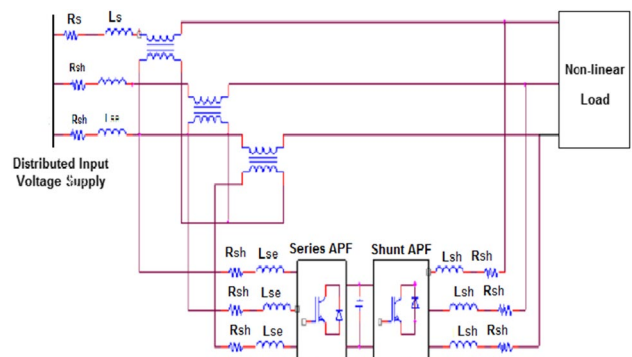 Rs Ls
Rsh
Rsh Lse
Distributed Input
Voltage Supply
Non-linear
Load
Series APF Shunt APF
Rsh Lse Lsh Rsh
Rsh Lse Lsh Rsh
Rsh Lse Lsh Rsh